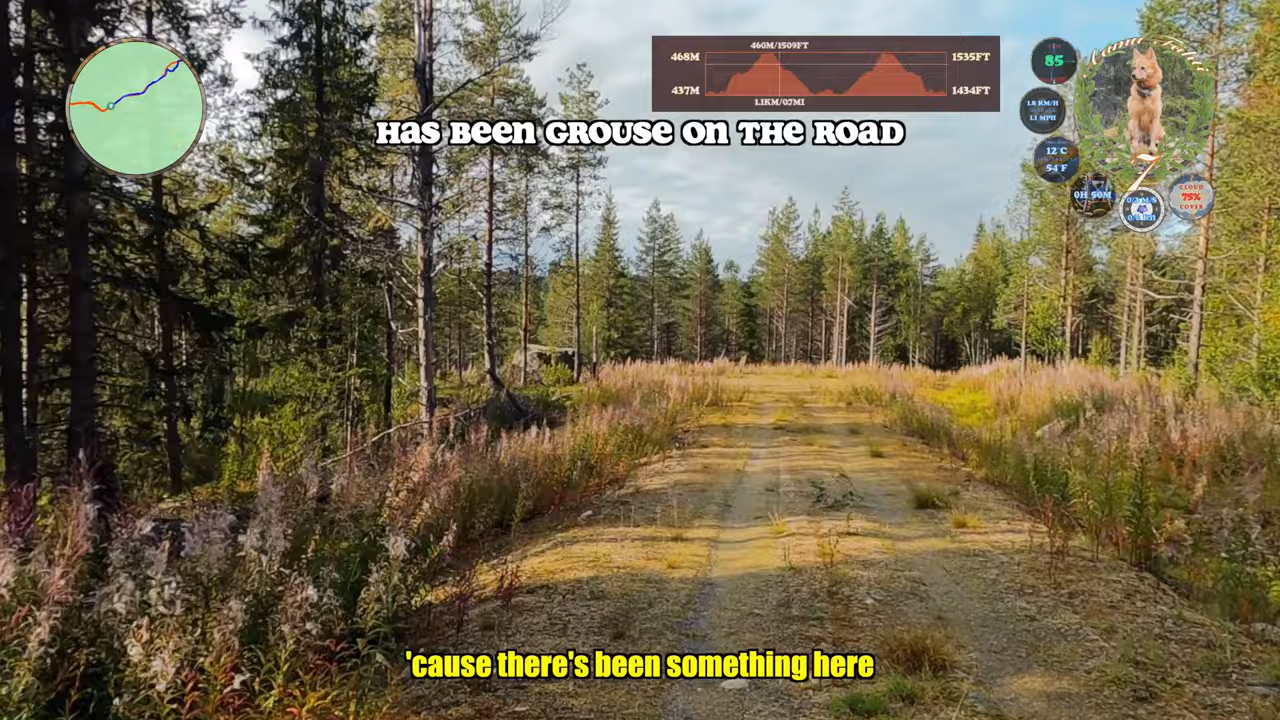 460M/1509FT
468M
1535FT
437M
1434FT
1.1KM/0.7MI
HAS BEEN GROUSE ON THE ROAD
85
1.8 KM/H
1.1 MPH
12°C
54°F
0H 50M
CLOUD
75%
COVER
7
'cause there's been something here